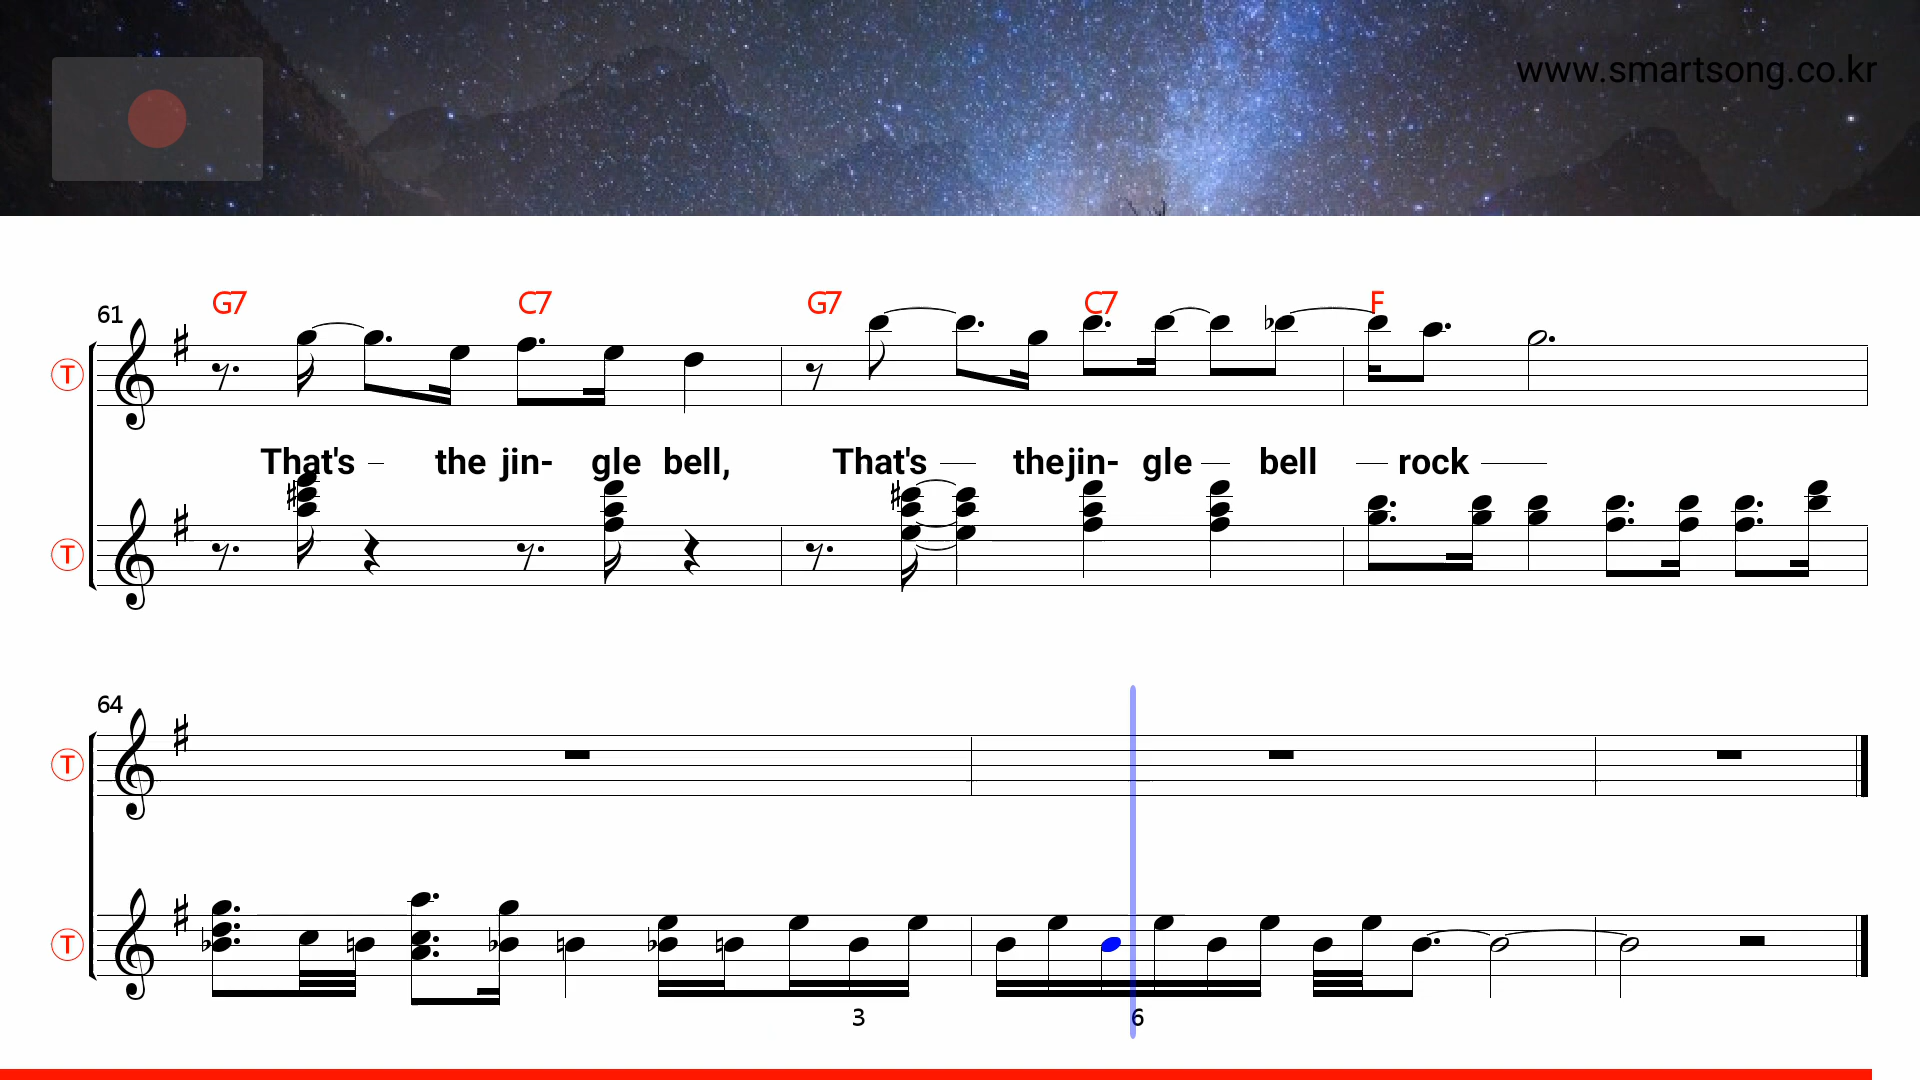 www.smartsong.co.kr
G7 C7 G7 C7 F
61
T
That's the jin- gle bell, That's the jin- gle bell rock
T
64
T
T
3 6